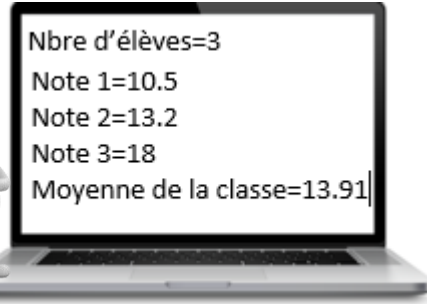 Nbre d'élèves=3
Note 1=10.5
Note 2=13.2
Note 3=18
Moyenne de la classe=13.91